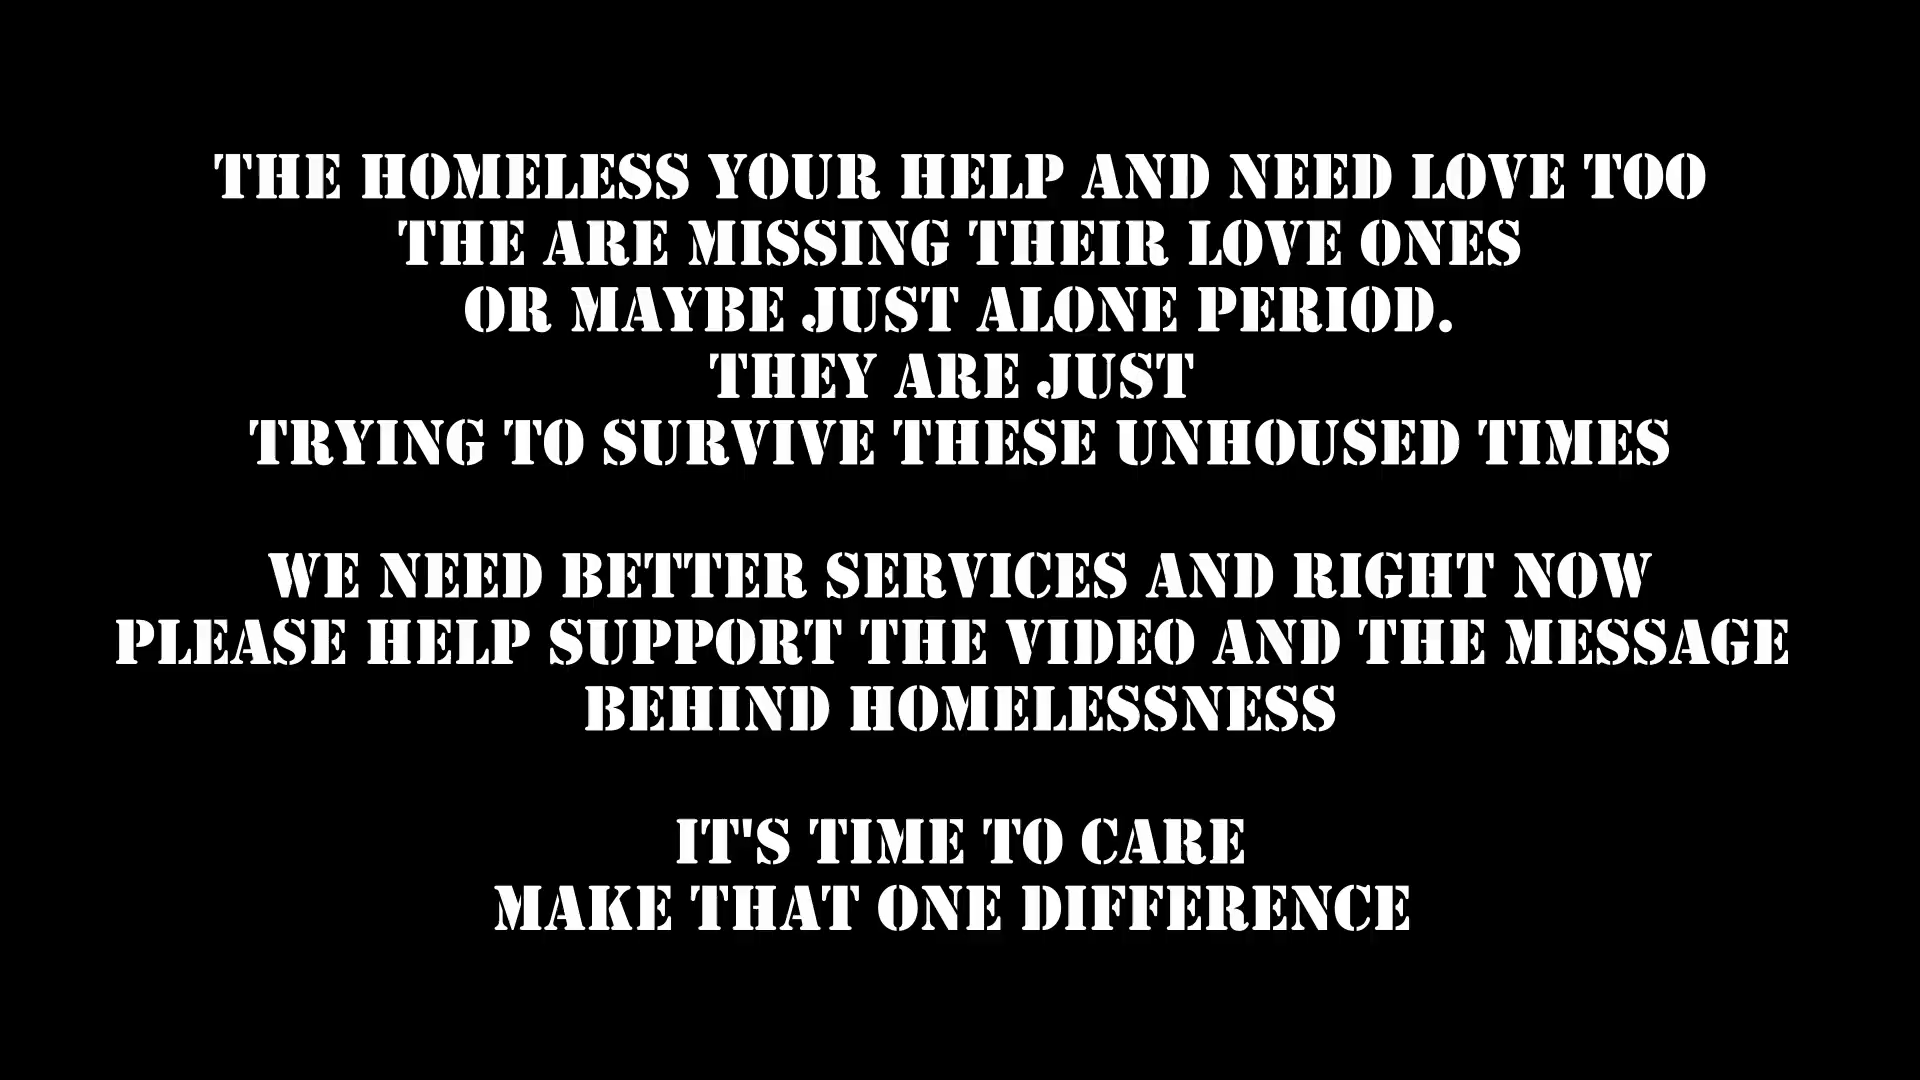 THE HOMELESS YOUR HELP AND NEED LOVE TOO
THE ARE MISSING THEIR LOVE ONES
OR MAYBE JUST ALONE PERIOD.
THEY ARE JUST
TRYING TO SURVIVE THESE UNHOUSED TIMES
WE NEED BETTER SERVICES AND RIGHT NOW
PLEASE HELP SUPPORT THE VIDEO AND THE MESSAGE
BEHIND HOMELESSNESS
IT'S TIME TO CARE
MAKE THAT ONE DIFFERENCE